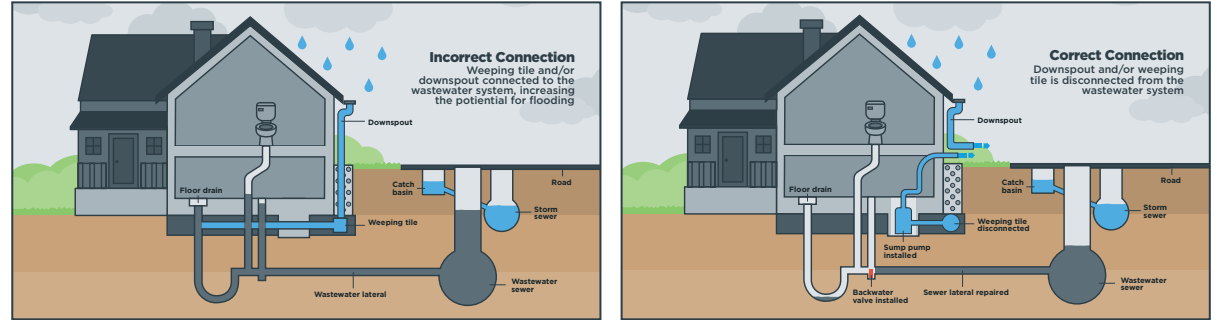 Incorrect Connection
Weeping tile and/or
downspout connected to the
wastewater system, increasing
the potential for flooding
Downspout
Floor drain
Catch
basin
Road
Storm
sewer
Weeping tile
Wastewater lateral
Wastewater
sewer
Correct Connection
Downspout and/or weeping
tile is disconnected from the
wastewater system
Downspout
Floor drain
Catch
basin
Road
Storm
sewer
Weeping tile
disconnected
Sump pump
installed
Backwater
valve installed
Sewer lateral repaired
Wastewater
sewer